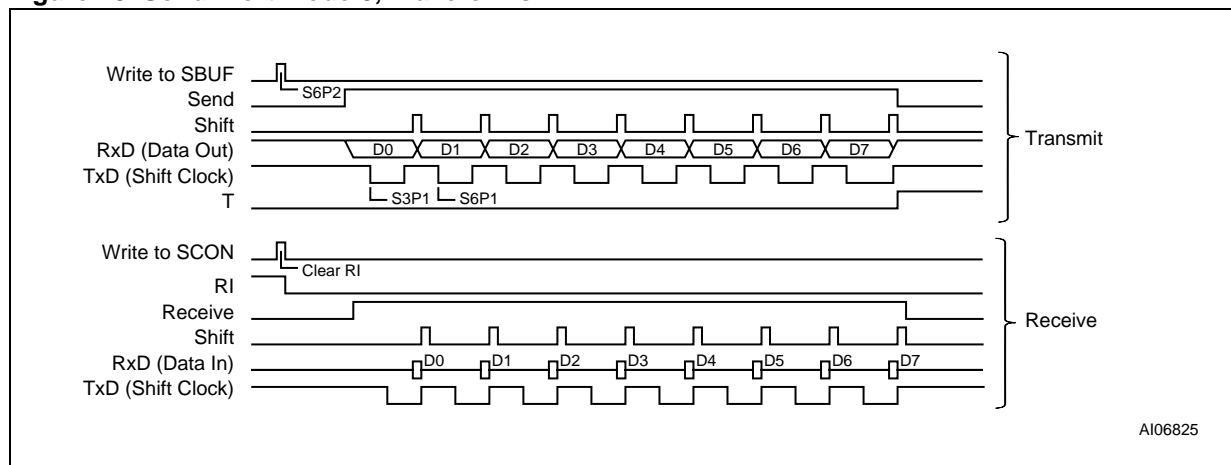 Write to SBUF
S6P2
Send
Shift
RxD (Data Out)
D0 D1 D2 D3 D4 D5 D6 D7
TxD (Shift Clock)
S3P1 S6P1
T
Transmit
Write to SCON
Clear RI
RI
Receive
Shift
RxD (Data In)
D0 D1 D2 D3 D4 D5 D6 D7
TxD (Shift Clock)
Receive
AI06825